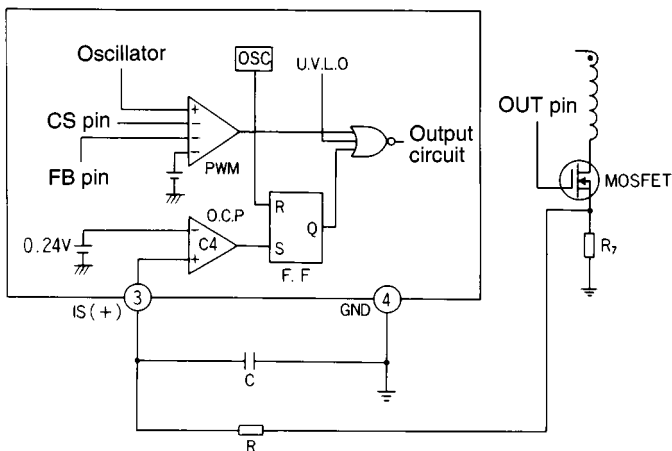 Oscillator
OSC
U.V.L.O
CS pin
+
−
−
−
OUT pin
Output
circuit
FB pin
PWM
MOSFET
O.C.P
R
Q
0.24V
−
C4
+
S
R7
F.F
IS(+)
3
GND
4
C
R